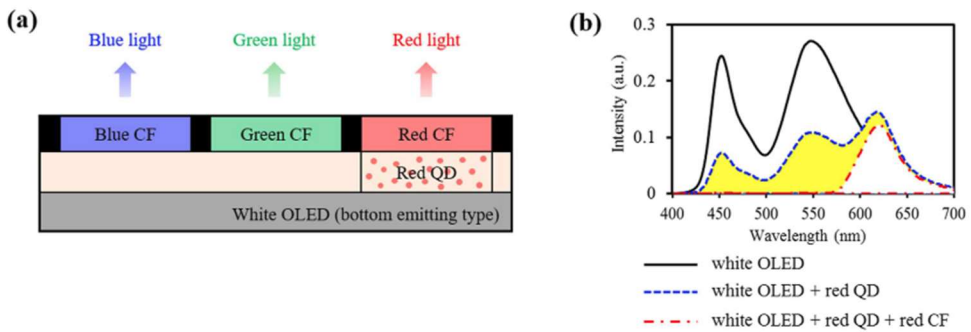 (a)
Blue light
Green light
Red light
Blue CF
Green CF
Red CF
Red QD
White OLED (bottom emitting type)
(b)
Intensity (a.u.)
0.3
0.2
0.1
0
400 450 500 550 600 650 700
Wavelength (nm)
white OLED
white OLED + red QD
white OLED + red QD + red CF